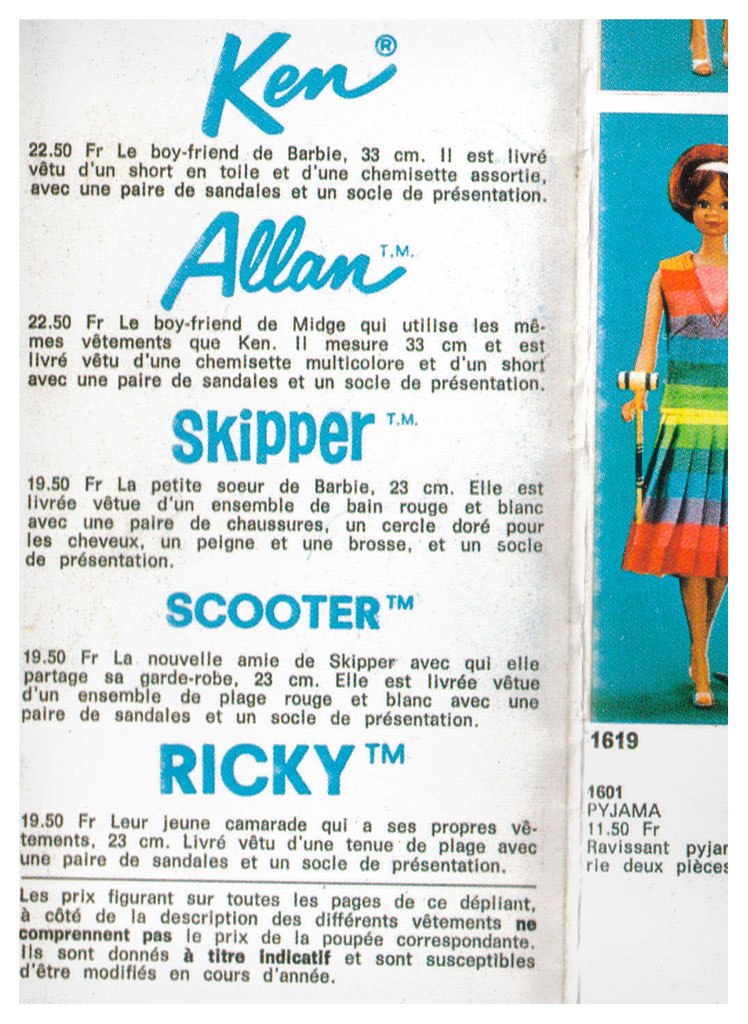 Ken®
22.50 Fr Le boy-friend de Barbie, 33 cm. Il est livré
vêtu d'un short en toile et d'une chemisette assortie,
avec une paire de sandales et un socle de présentation.
Allan T.M.
22.50 Fr Le boy-friend de Midge qui utilise les mê-
mes vêtements que Ken. Il mesure 33 cm et est
livré vêtu d'une chemisette multicolore et d'un short
avec une paire de sandales et un socle de présentation.
Skipper T.M.
19.50 Fr La petite soeur de Barbie, 23 cm. Elle est
livrée vêtue d'un ensemble de bain rouge et blanc
avec une paire de chaussures, un cercle doré pour
les cheveux, un peigne et une brosse, et un socle
de présentation.
SCOOTER™
19.50 Fr La nouvelle amie de Skipper avec qui elle
partage sa garde-robe, 23 cm. Elle est livrée vêtue
d'un ensemble de plage rouge et blanc avec une
paire de sandales et un socle de présentation.
RICKY™
19.50 Fr Leur jeune camarade qui a ses propres vê-
tements, 23 cm. Livré vêtu d'une tenue de plage avec
une paire de sandales et un socle de présentation.
Les prix figurant sur toutes les pages de ce dépliant,
à côté de la description des différents vêtements ne
comprennent pas le prix de la poupée correspondante.
Ils sont donnés à titre indicatif et sont susceptibles
d'être modifiés en cours d'année.
1619
1601
PYJAMA
11.50 Fr
Ravissant pyjar
rie deux pièces